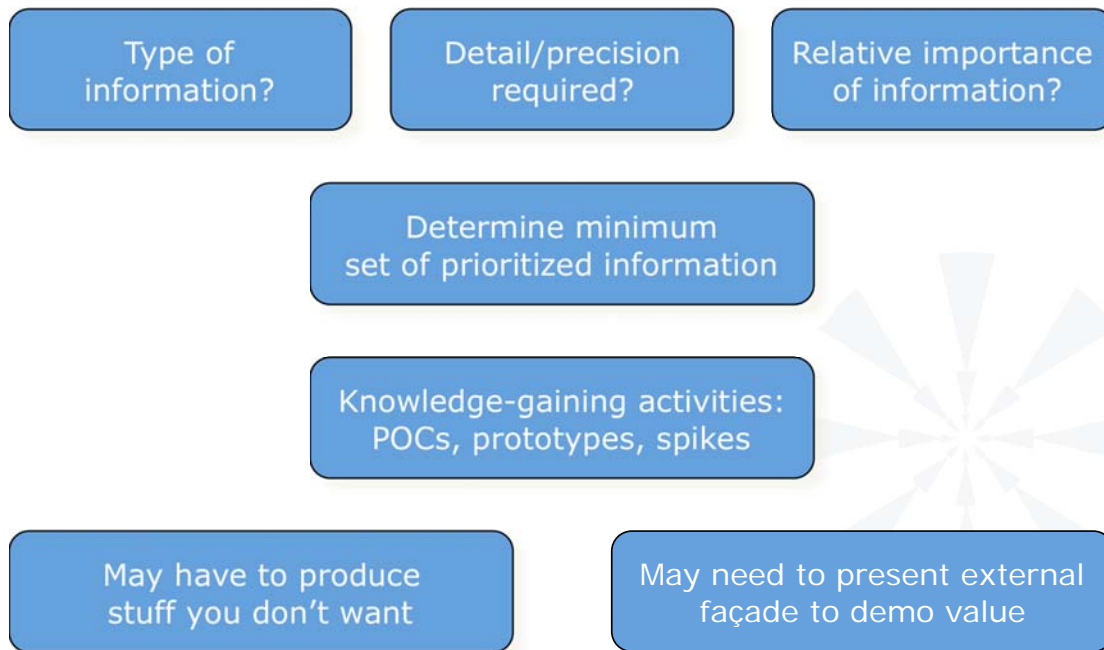 Type of
information?
Detail/precision
required?
Relative importance
of information?
Determine minimum
set of prioritized information
Knowledge-gaining activities:
POCs, prototypes, spikes
May have to produce
stuff you don't want
May need to present external
façade to demo value